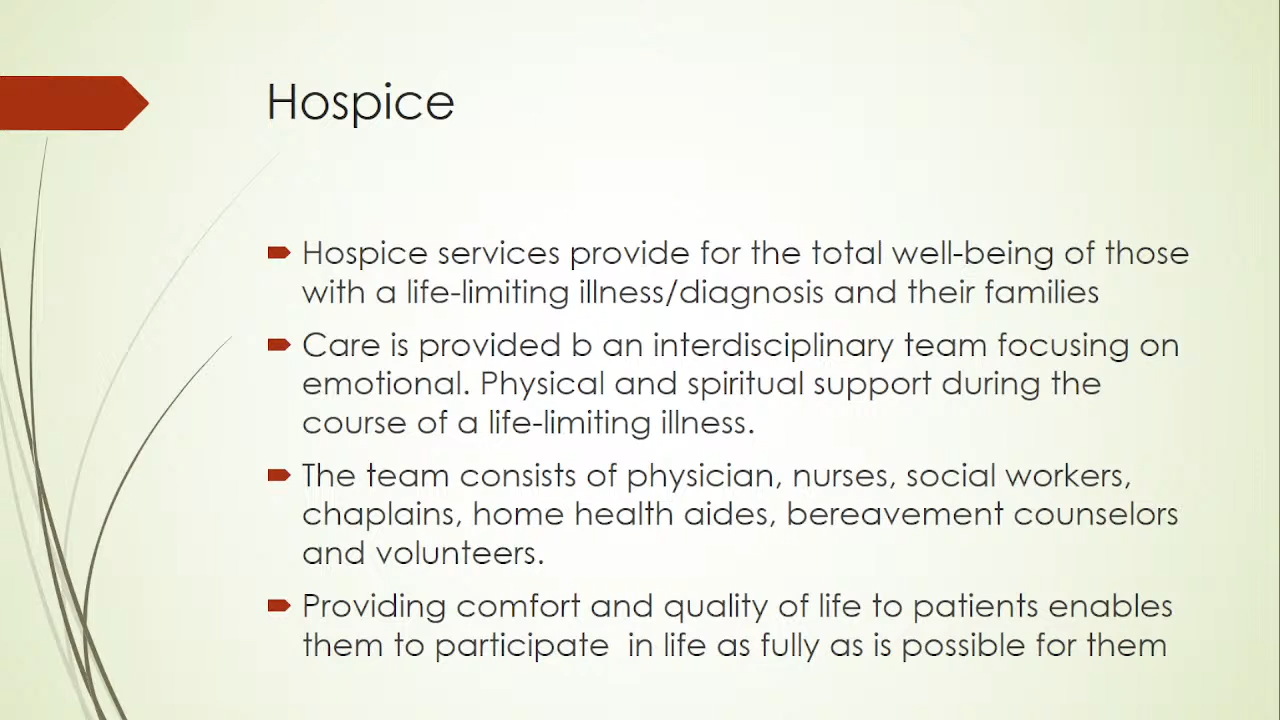 Hospice
Hospice services provide for the total well-being of those
with a life-limiting illness/diagnosis and their families
Care is provided b an interdisciplinary team focusing on
emotional. Physical and spiritual support during the
course of a life-limiting illness.
The team consists of physician, nurses, social workers,
chaplains, home health aides, bereavement counselors
and volunteers.
Providing comfort and quality of life to patients enables
them to participate  in life as fully as is possible for them